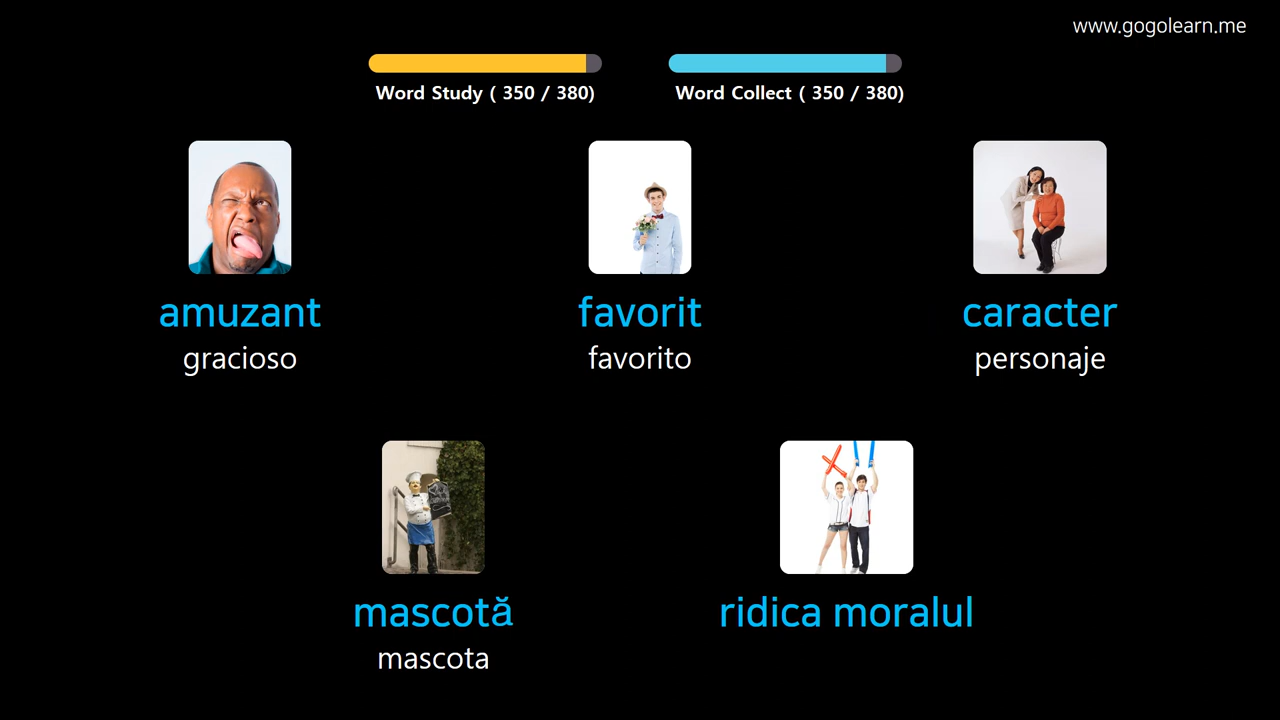 www.gogolearn.me
Word Study ( 350 / 380)
Word Collect ( 350 / 380)
amuzant
gracioso
favorit
favorito
caracter
personaje
mascotă
mascota
ridica moralul